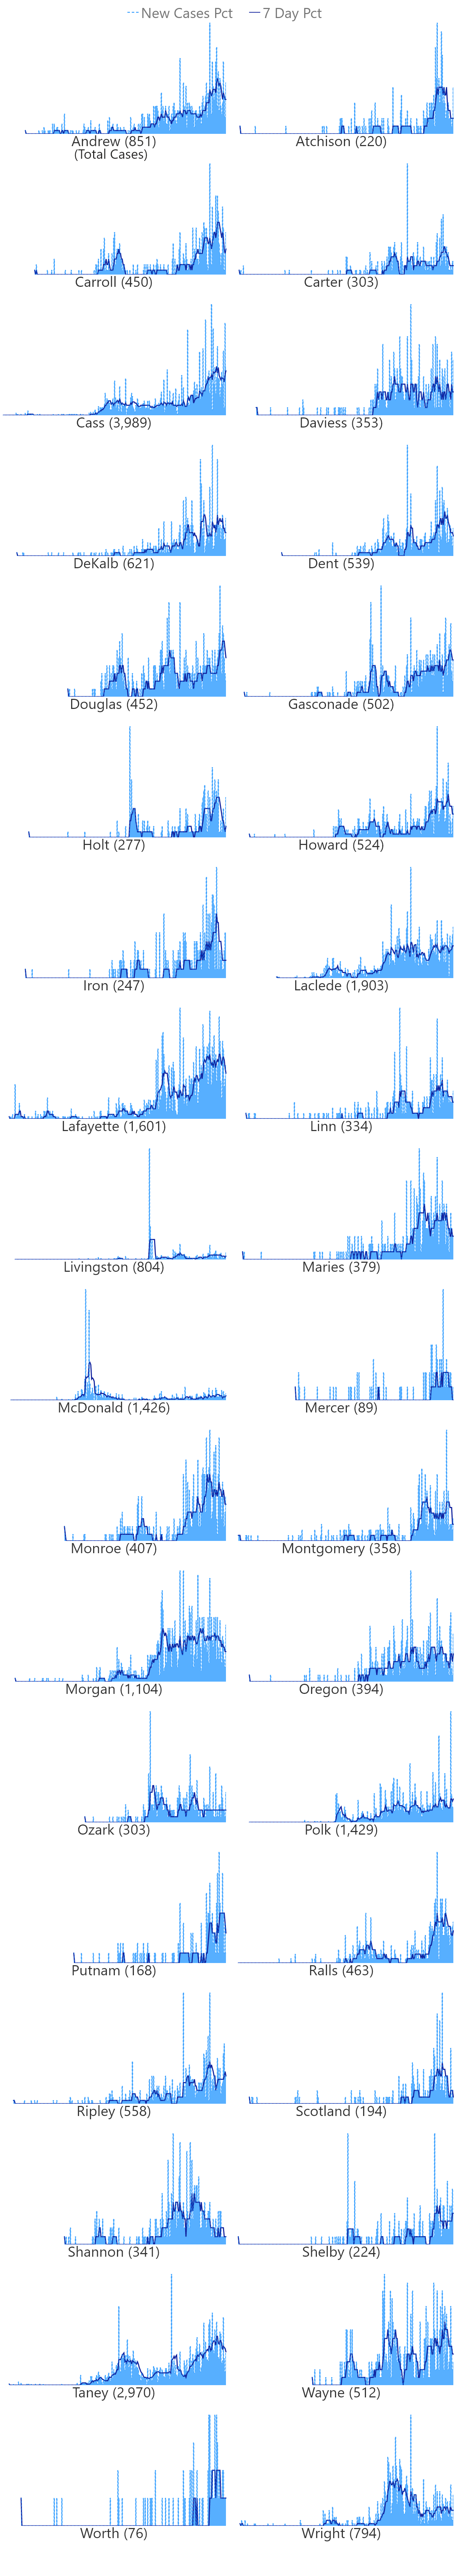 New Cases Pct 7 Day Pct
Andrew (851) Atchison (220)
(Total Cases)
Carroll (450) Carter (303)
Cass (3,989) Daviess (353)
DeKalb (621) Dent (539)
Douglas (452) Gasconade (502)
Holt (277) Howard (524)
Iron (247) Laclede (1,903)
Lafayette (1,601) Linn (334)
Livingston (804) Maries (379)
McDonald (1,426) Mercer (89)
Monroe (407) Montgomery (358)
Morgan (1,104) Oregon (394)
Ozark (303) Polk (1,429)
Putnam (168) Ralls (463)
Ripley (558) Scotland (194)
Shannon (341) Shelby (224)
Taney (2,970) Wayne (512)
Worth (76) Wright (794)